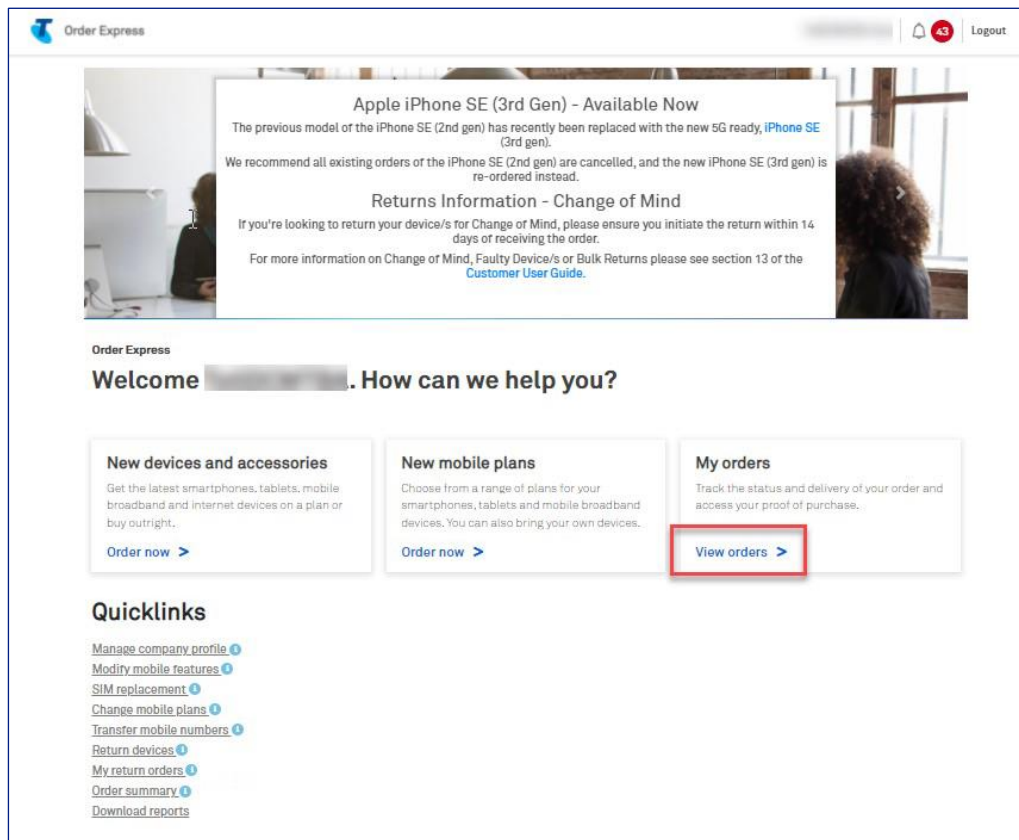 Order Express
43
Logout
Apple iPhone SE (3rd Gen) - Available Now
The previous model of the iPhone SE (2nd gen) has recently been replaced with the new 5G ready, iPhone SE
(3rd gen).
We recommend all existing orders of the iPhone SE (2nd gen) are cancelled, and the new iPhone SE (3rd gen) is
re-ordered instead.
Returns Information - Change of Mind
If you're looking to return your device/s for Change of Mind, please ensure you initiate the return within 14
days of receiving the order.
For more information on Change of Mind, Faulty Device/s or Bulk Returns please see section 13 of the
Customer User Guide.
Order Express
Welcome . How can we help you?
New devices and accessories
Get the latest smartphones, tablets, mobile
broadband and internet devices on a plan or
buy outright.
Order now >
New mobile plans
Choose from a range of plans for your
smartphones, tablets and mobile broadband
devices. You can also bring your own devices.
Order now >
My orders
Track the status and delivery of your order and
access your proof of purchase.
View orders >
Quicklinks
Manage company profile
Modify mobile features
SIM replacement
Change mobile plans
Transfer mobile numbers
Return devices
My return orders
Order summary
Download reports